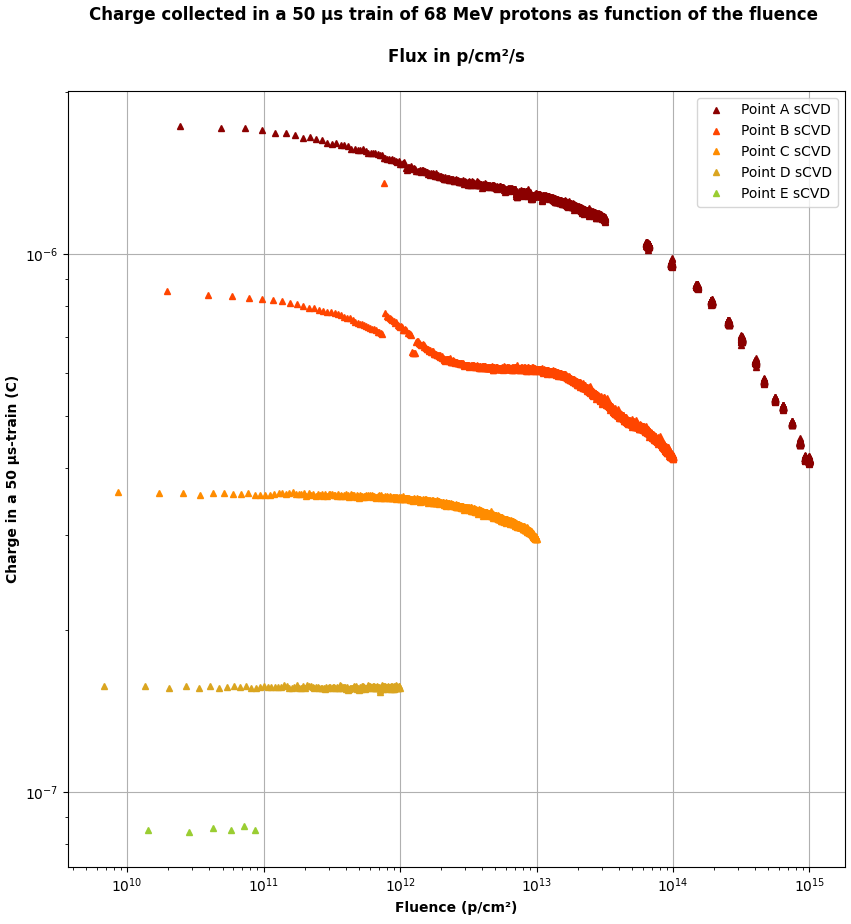 Charge collected in a 50 µs train of 68 MeV protons as function of the fluence
Flux in p/cm²/s
Point A sCVD
Point B sCVD
Point C sCVD
Point D sCVD
Point E sCVD
10⁻⁶
10⁻⁷
Charge in a 50 µs-train (C)
10¹⁰ 10¹¹ 10¹² 10¹³ 10¹⁴ 10¹⁵
Fluence (p/cm²)